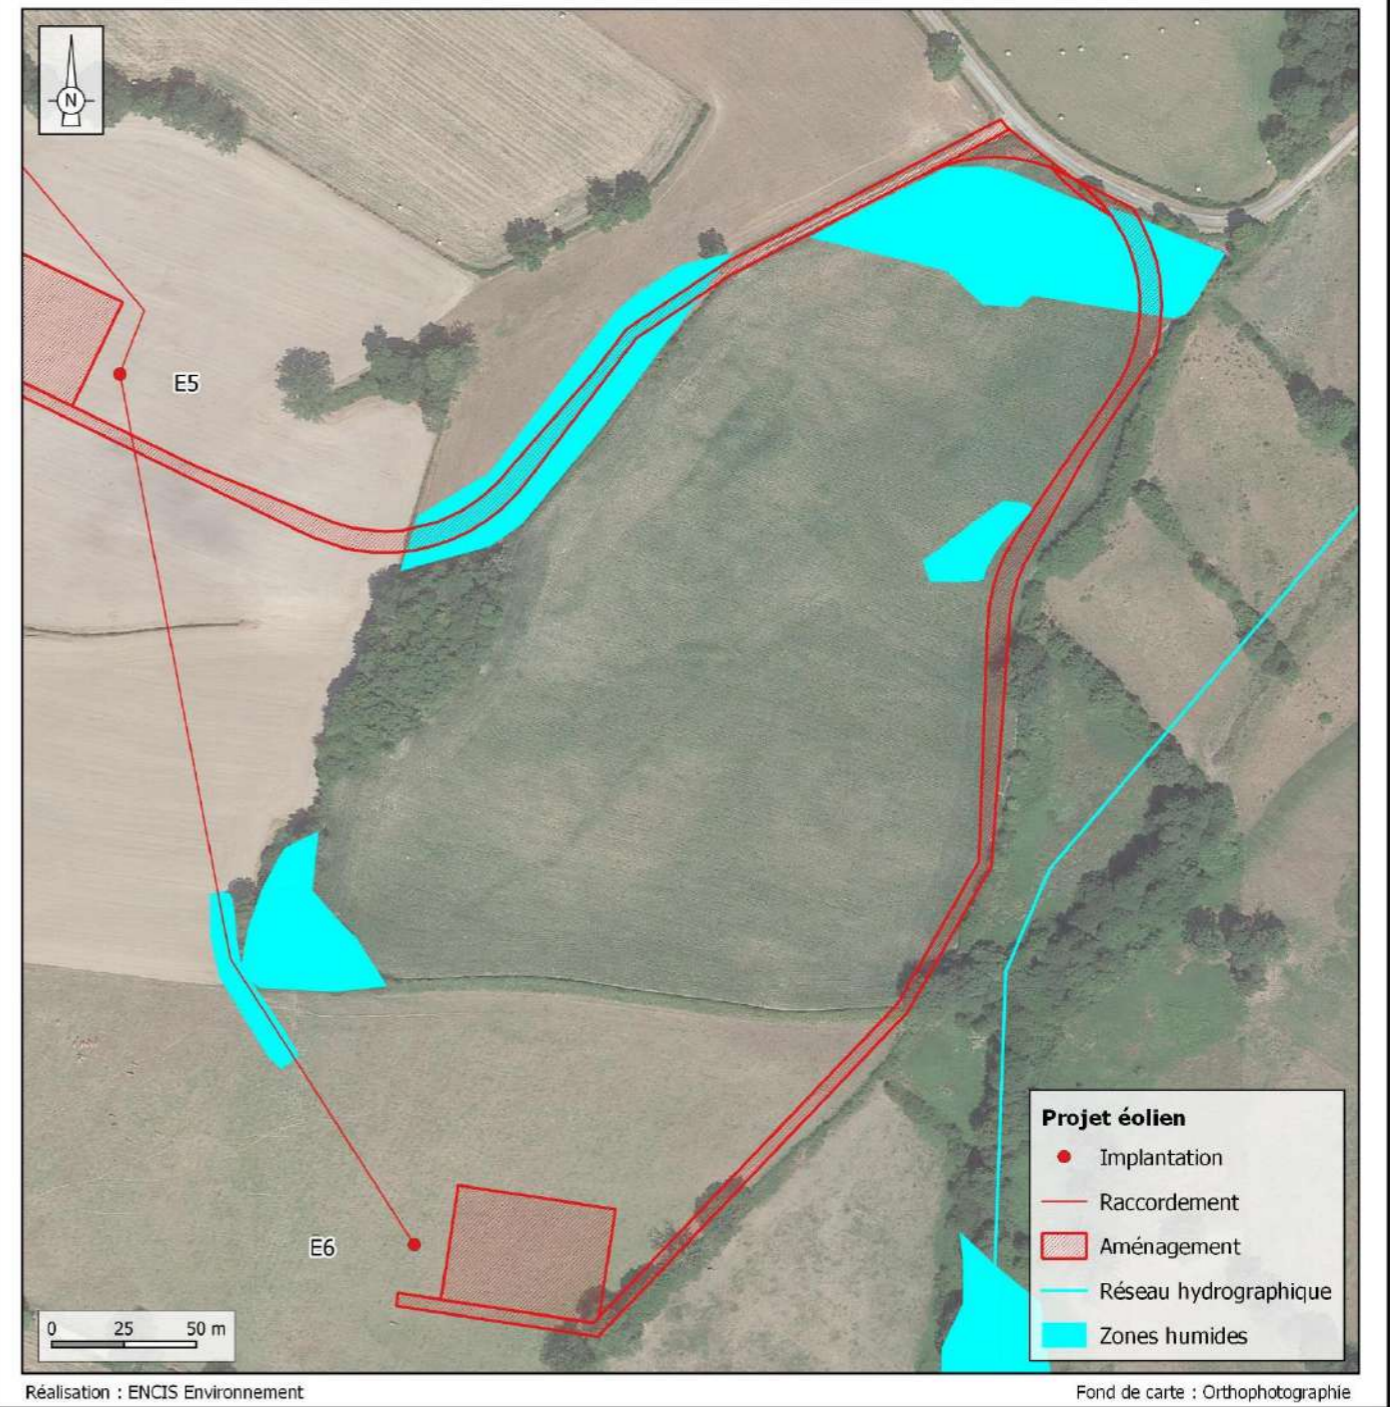 N
E5
E6
Projet éolien
Implantation
Raccordement
Aménagement
Réseau hydrographique
Zones humides
0 25 50 m
Réalisation : ENCIS Environnement
Fond de carte : Orthophotographie